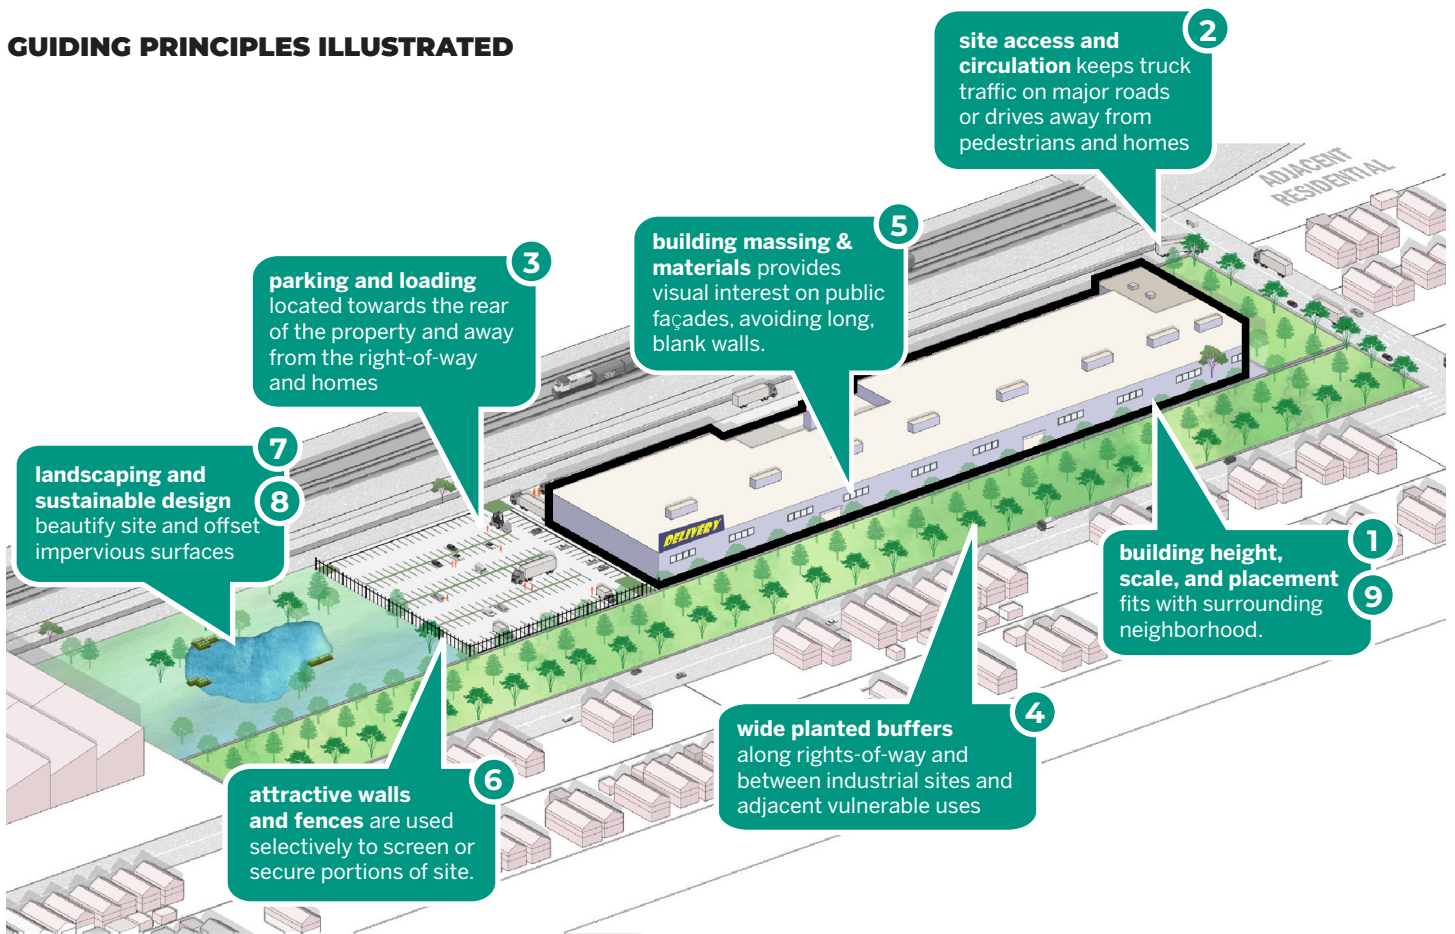 GUIDING PRINCIPLES ILLUSTRATED
2
site access and
circulation keeps truck
traffic on major roads
or drives away from
pedestrians and homes
ADJACENT
RESIDENTIAL
5
building massing &
materials provides
visual interest on public
façades, avoiding long,
blank walls.
3
parking and loading
located towards the rear
of the property and away
from the right-of-way
and homes
7
8
landscaping and
sustainable design
beautify site and offset
impervious surfaces
DELIVERY
1
9
building height,
scale, and placement
fits with surrounding
neighborhood.
4
wide planted buffers
along rights-of-way and
between industrial sites and
adjacent vulnerable uses
6
attractive walls
and fences are used
selectively to screen or
secure portions of site.